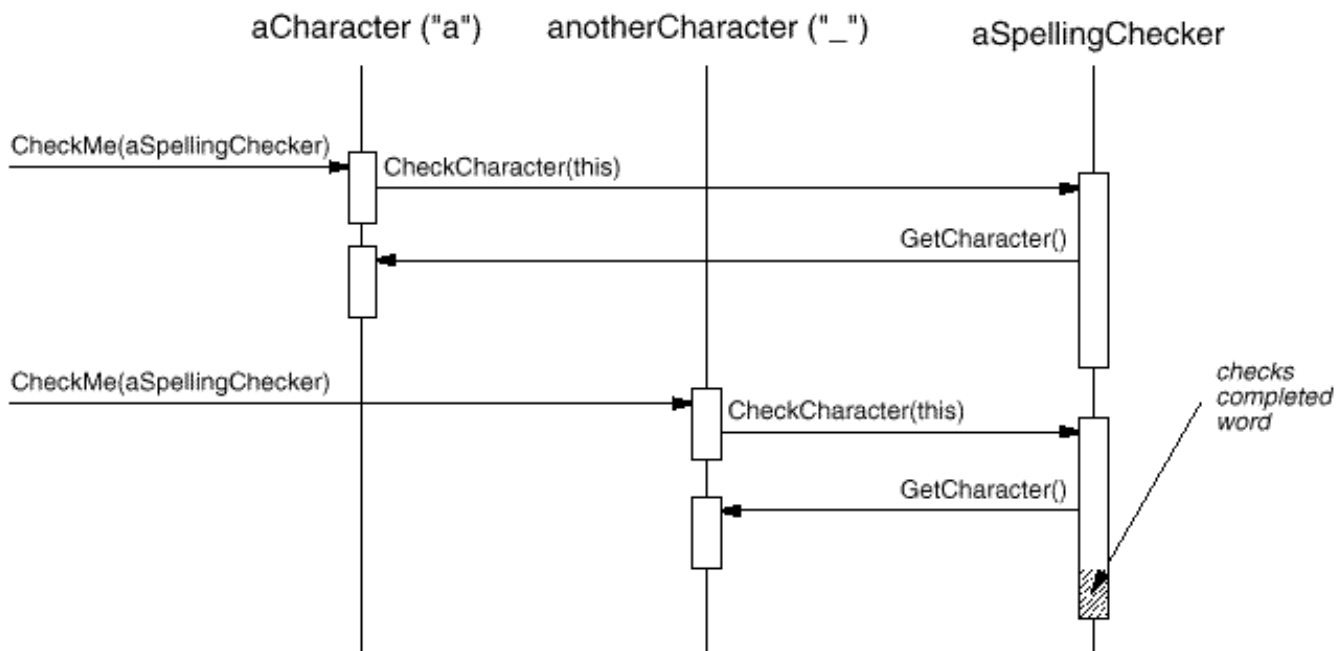 aCharacter ("a")
anotherCharacter ("_")
aSpellingChecker
CheckMe(aSpellingChecker)
CheckCharacter(this)
GetCharacter()
CheckMe(aSpellingChecker)
CheckCharacter(this)
GetCharacter()
checks
completed
word